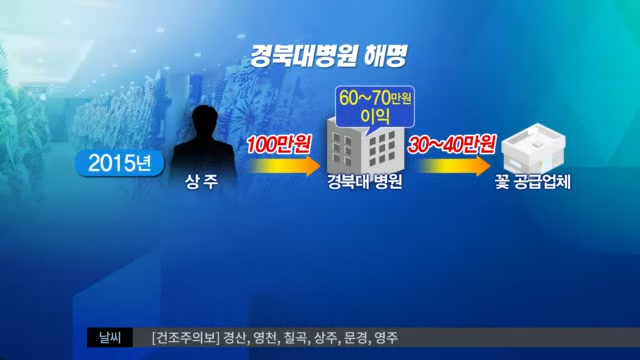 경북대병원 해명
60~70만원
이익
2015년
100만원
30~40만원
상 주
경북대 병원
꽃 공급업체
날씨
[건조주의보] 경산, 영천, 칠곡, 상주, 문경, 영주